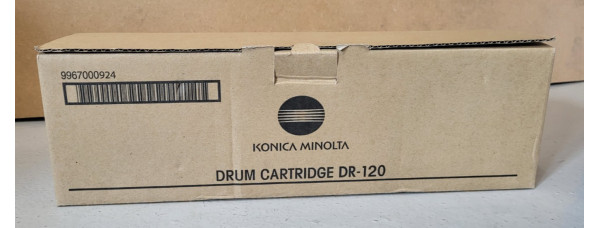 9967000924
KONICA MINOLTA
DRUM CARTRIDGE DR-120